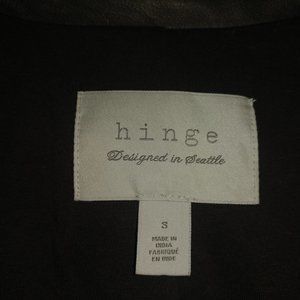 hinge
Designed in Seattle
S
MADE IN
INDIA
FABRIQUÉ
EN INDE